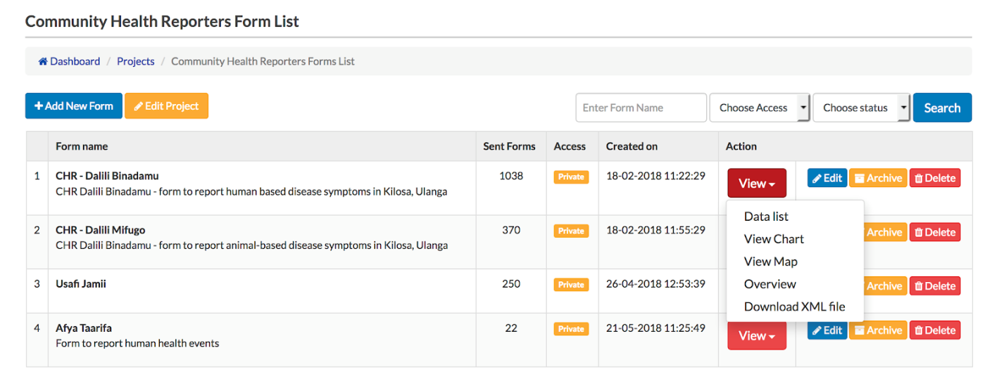 Community Health Reporters Form List
Dashboard / Projects / Community Health Reporters Forms List
+ Add New Form Edit Project Enter Form Name Choose Access Choose status Search
Form name Sent Forms Access Created on Action
1 CHR - Dalili Binadamu 1038 Private 18-02-2018 11:22:29 View Edit Archive Delete
CHR Dalili Binadamu - form to report human based disease symptoms in Kilosa, Ulanga
Data list
2 CHR - Dalili Mifugo 370 Private 18-02-2018 11:55:29 Archive Delete
CHR Dalili Binadamu - form to report animal-based disease symptoms in Kilosa, Ulanga
View Chart
View Map
3 Usafi Jamii 250 Private 26-04-2018 12:53:39 Overview Archive Delete
Download XML file
4 Afya Taarifa 22 Private 21-05-2018 11:25:49 View Edit Archive Delete
Form to report human health events